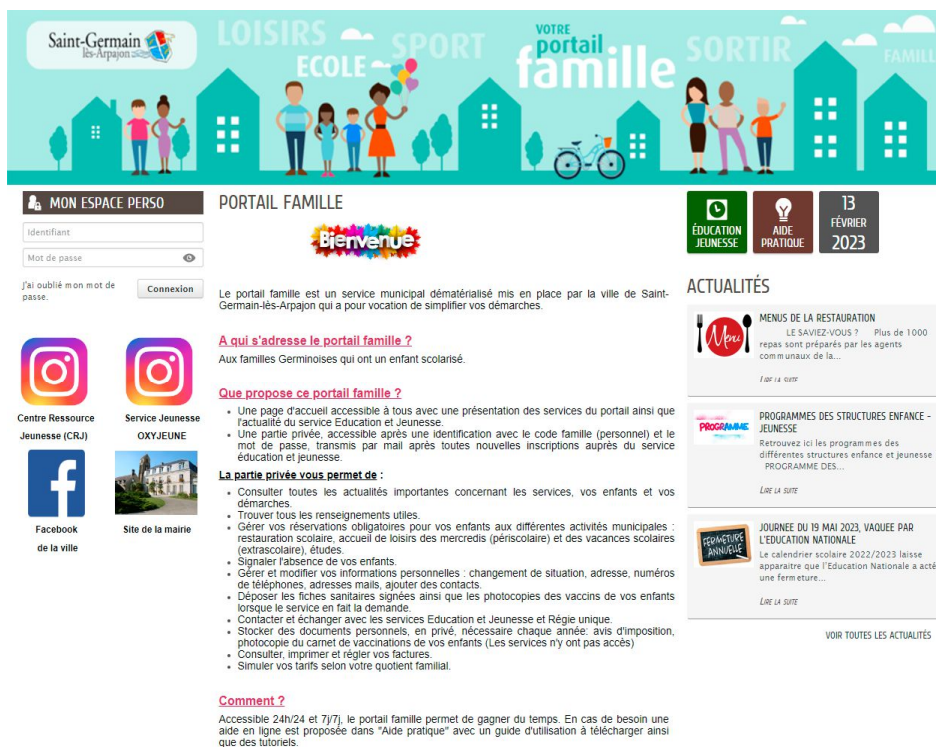 Saint-Germain
lès-Arpajon
LOISIRS
ECOLE
SPORT
VOTRE
portail
famille
SORTIR
FAMILL
MON ESPACE PERSO
Identifiant
Mot de passe
J'ai oublié mon mot de
passe.
Connexion
Centre Ressource
Jeunesse (CRJ)
Service Jeunesse
OXYJEUNE
Facebook
de la ville
Site de la mairie
PORTAIL FAMILLE
Bienvenue
Le portail famille est un service municipal dématérialisé mis en place par la ville de Saint-
Germain-lès-Arpajon qui a pour vocation de simplifier vos démarches.
A qui s'adresse le portail famille ?
Aux familles Germinoises qui ont un enfant scolarisé.
Que propose ce portail famille ?
Une page d'accueil accessible à tous avec une présentation des services du portail ainsi que
l'actualité du service Education et Jeunesse.
Une partie privée, accessible après une identification avec le code famille (personnel) et le
mot de passe, transmis par mail après toutes nouvelles inscriptions auprès du service
éducation et jeunesse.
La partie privée vous permet de :
Consulter toutes les actualités importantes concernant les services, vos enfants et vos
démarches.
Trouver tous les renseignements utiles.
Gérer vos réservations obligatoires pour vos enfants aux différentes activités municipales :
restauration scolaire, accueil de loisirs des mercredis (périscolaire) et des vacances scolaires
(extrascolaire), études.
Signaler l'absence de vos enfants.
Gérer et modifier vos informations personnelles : changement de situation, adresse, numéros
de téléphones, adresses mails, ajouter des contacts.
Déposer les fiches sanitaires signées ainsi que les photocopies des vaccins de vos enfants
lorsque le service en fait la demande.
Contacter et échanger avec les services Education et Jeunesse et Régie unique.
Stocker des documents personnels, en privé, nécessaire chaque année: avis d'imposition,
photocopie du carnet de vaccinations de vos enfants (Les services n'y ont pas accès)
Consulter, imprimer et régler vos factures.
Simuler vos tarifs selon votre quotient familial.
Comment ?
Accessible 24h/24 et 7j/7j, le portail famille permet de gagner du temps. En cas de besoin une
aide en ligne est proposée dans "Aide pratique" avec un guide d'utilisation à télécharger ainsi
que des tutoriels.
ÉDUCATION
JEUNESSE
AIDE
PRATIQUE
13
FÉVRIER
2023
ACTUALITÉS
Menu
MENUS DE LA RESTAURATION
LE SAVIEZ-VOUS ? Plus de 1000
repas sont préparés par les agents
communaux de la...
LIRE LA SUITE
PROGRAMME
PROGRAMMES DES STRUCTURES ENFANCE -
JEUNESSE
Retrouvez ici les programmes des
différentes structures enfance et jeunesse
PROGRAMME DES...
LIRE LA SUITE
FERMETURE
ANNUELLE
JOURNEE DU 19 MAI 2023, VAQUEE PAR
L'EDUCATION NATIONALE
Le calendrier scolaire 2022/2023 laisse
apparaitre que l'Education Nationale a acté
une fermeture...
LIRE LA SUITE
VOIR TOUTES LES ACTUALITÉS